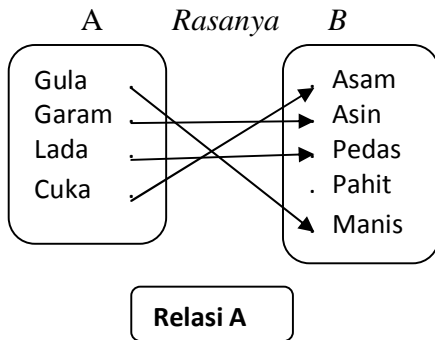 A Rasanya B
Gula
Garam
Lada
Cuka
Asam
Asin
Pedas
Pahit
Manis
Relasi A